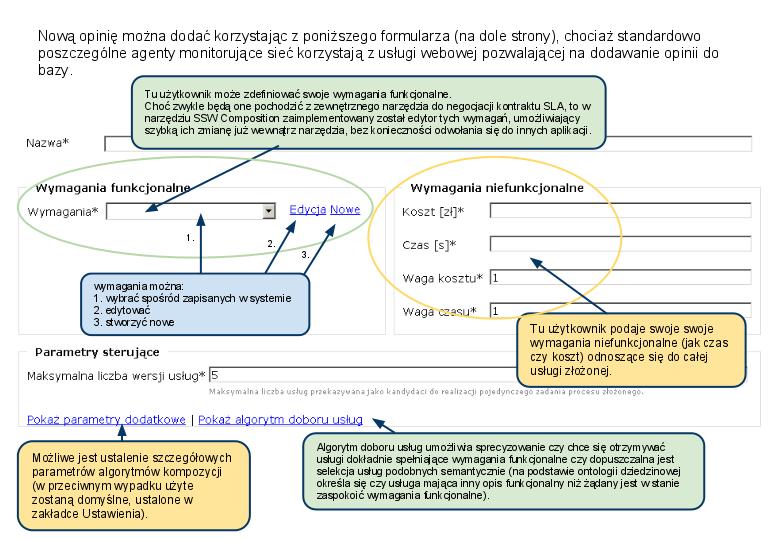 Nową opinię można dodać korzystając z poniższego formularza (na dole strony), chociaż standardowo
poszczególne agenty monitorujące sieć korzystają z usługi webowej pozwalającej na dodawanie opinii do
bazy.
Tu użytkownik może zdefiniować swoje wymagania funkcjonalne.
Choć zwykle będą one pochodzić z zewnętrznego narzędzia do negocjacji kontraktu SLA, to w
narzędziu SSW Composition zaimplementowany został edytor tych wymagań, umożliwiający
szybką ich zmianę już wewnątrz narzędzia, bez konieczności odwołania się do innych aplikacji.
Nazwa*
Wymagania funkcjonalne
Wymagania*
Edycja Nowe
1.
2.
3.
wymagania można:
1. wybrać spośród zapisanych w systemie
2. edytować
3. stworzyć nowe
Wymagania niefunkcjonalne
Koszt [zł]*
Czas [s]*
Waga kosztu* 1
Waga czasu* 1
Tu użytkownik podaje swoje swoje
wymagania niefunkcjonalne (jak czas
czy koszt) odnoszące się do całej
usługi złożonej.
Parametry sterujące
Maksymalna liczba wersji usług* 5
Maksymalna liczba usług przekazywana jako kandydaci do realizacji pojedynczego zadania procesu złożonego.
Pokaż parametry dodatkowe | Pokaż algorytm doboru usług
Możliwe jest ustalenie szczegółowych
parametrów algorytmów kompozycji
(w przeciwnym wypadku użyte
zostaną domyślne, ustalone w
zakładce Ustawienia).
Algorytm doboru usług umożliwia sprecyzowanie czy chce się otrzymywać
usługi dokładnie spełniające wymagania funkcjonalne czy dopuszczalna jest
selekcja usług podobnych semantycznie (na podstawie ontologii dziedzinowej
określa się czy usługa mająca inny opis funkcjonalny niż żądany jest w stanie
zaspokoić wymagania funkcjonalne).